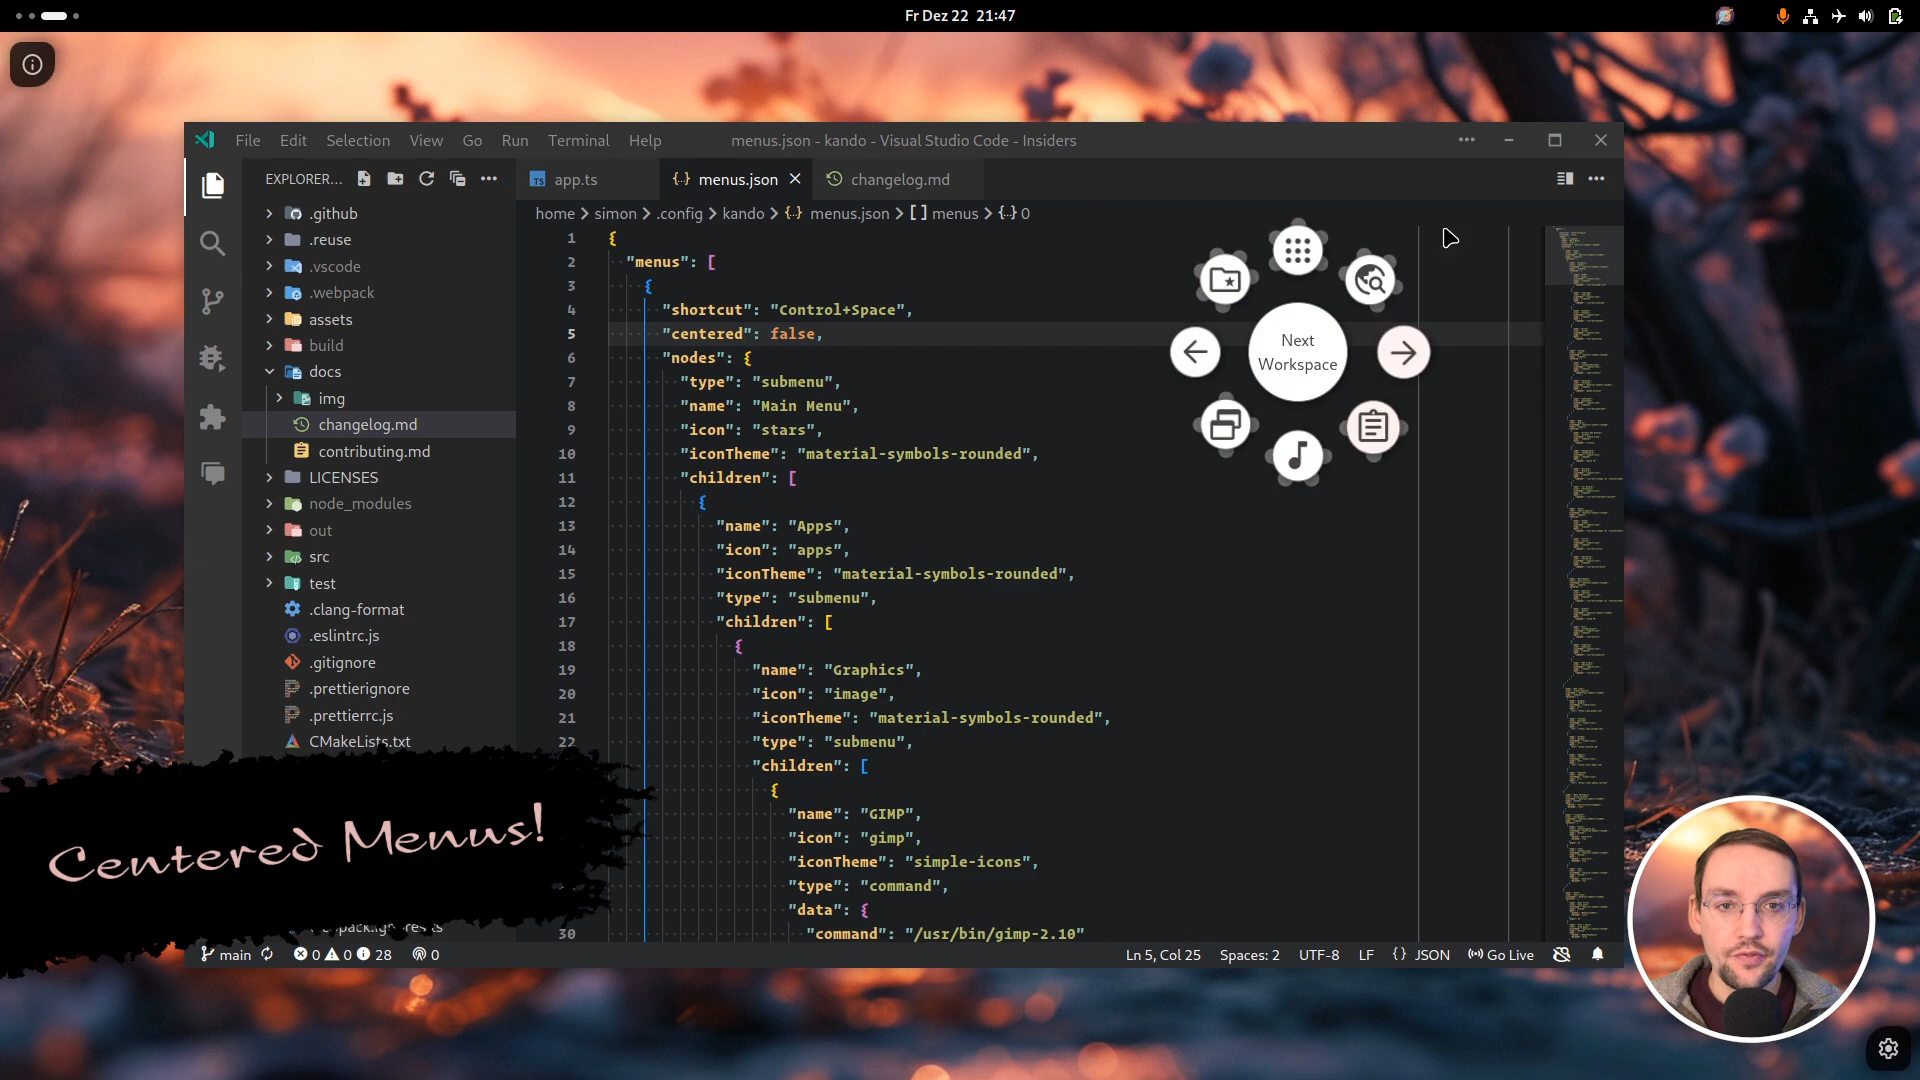 Fr Dez 22 21:47
File Edit Selection View Go Run Terminal Help
menus.json - kando - Visual Studio Code - Insiders
EXPLORER...
TS app.ts
{..} menus.json
changelog.md
home > simon > .config > kando > {..} menus.json > [ ] menus > {..} 0
.github
.reuse
.vscode
.webpack
assets
build
docs
img
changelog.md
contributing.md
LICENSES
node_modules
out
src
test
.clang-format
.eslintrc.js
.gitignore
.prettierignore
.prettierrc.js
CMakeLists.txt
1 {
2 "menus": [
3 {
4 "shortcut": "Control+Space",
5 "centered": false,
6 "nodes": {
7 "type": "submenu",
8 "name": "Main Menu",
9 "icon": "stars",
10 "iconTheme": "material-symbols-rounded",
11 "children": [
12 {
13 "name": "Apps",
14 "icon": "apps",
15 "iconTheme": "material-symbols-rounded",
16 "type": "submenu",
17 "children": [
18 {
19 "name": "Graphics",
20 "icon": "image",
21 "iconTheme": "material-symbols-rounded",
22 "type": "submenu",
"children": [
{
"name": "GIMP",
"icon": "gimp",
"iconTheme": "simple-icons",
"type": "command",
"data": {
30 "command": "/usr/bin/gimp-2.10"
Next
Workspace
Centered Menus!
main 0 0 28 0
Ln 5, Col 25 Spaces: 2 UTF-8 LF {} JSON Go Live